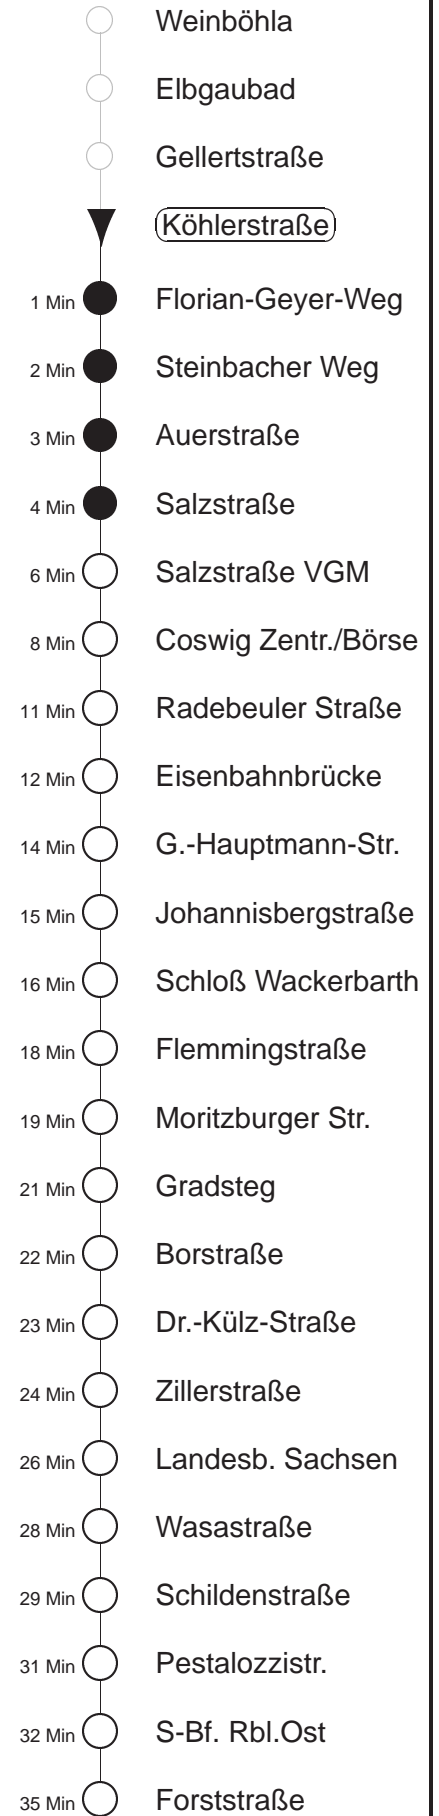 Weinböhla
Elbgaubad
Gellertstraße
Köhlerstraße
1 Min Florian-Geyer-Weg
2 Min Steinbacher Weg
3 Min Auerstraße
4 Min Salzstraße
6 Min Salzstraße VGM
8 Min Coswig Zentr./Börse
11 Min Radebeuler Straße
12 Min Eisenbahnbrücke
14 Min G.-Hauptmann-Str.
15 Min Johannisbergstraße
16 Min Schloß Wackerbarth
18 Min Flemmingstraße
19 Min Moritzburger Str.
21 Min Gradsteg
22 Min Borstraße
23 Min Dr.-Külz-Straße
24 Min Zillerstraße
26 Min Landesb. Sachsen
28 Min Wasastraße
29 Min Schildenstraße
31 Min Pestalozzistr.
32 Min S-Bf. Rbl.Ost
35 Min Forststraße